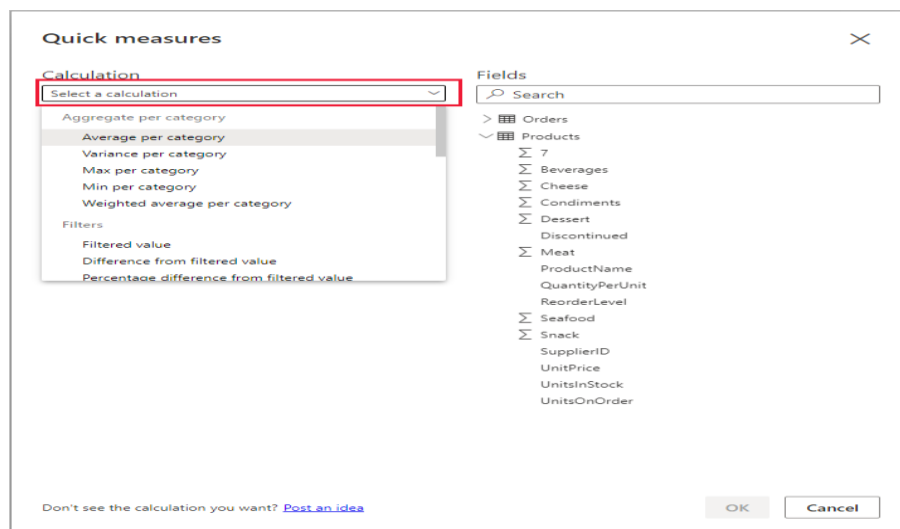 Quick measures
Calculation
Select a calculation
Aggregate per category
Average per category
Variance per category
Max per category
Min per category
Weighted average per category
Filters
Filtered value
Difference from filtered value
Percentage difference from filtered value
Fields
Search
Orders
Products
7
Beverages
Cheese
Condiments
Dessert
Discontinued
Meat
ProductName
QuantityPerUnit
ReorderLevel
Seafood
Snack
SupplierID
UnitPrice
UnitsInStock
UnitsOnOrder
Don't see the calculation you want? Post an idea
OK
Cancel